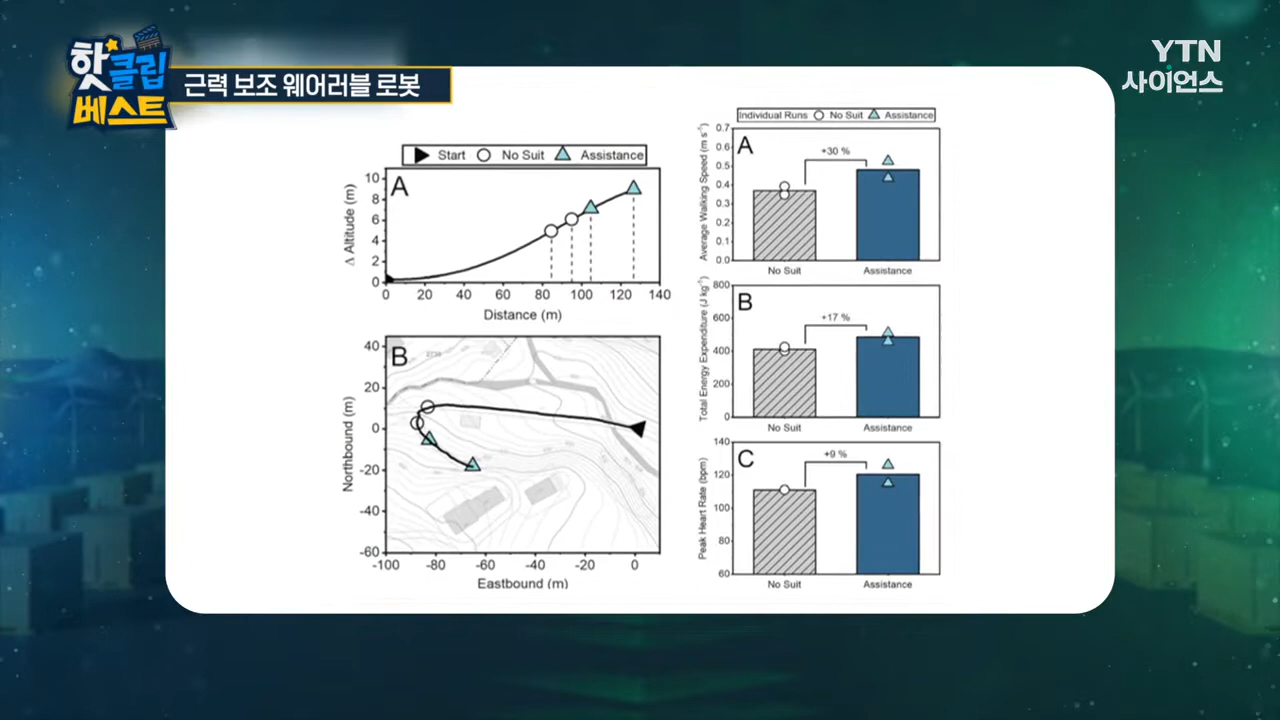 핫클립
베스트
근력 보조 웨어러블 로봇
YTN
사이언스
Start No Suit Assistance
A
Δ Altitude (m)
10
8
6
4
2
0
0 20 40 60 80 100 120 140
Distance (m)
B
Northbound (m)
40
20
0
-20
-40
-60
-100 -80 -60 -40 -20 0
Eastbound (m)
Individual Runs No Suit Assistance
A
Average Walking Speed (m s⁻¹)
0.7
0.6
0.5
0.4
0.3
0.2
0.1
0.0
+30 %
No Suit Assistance
B
Total Energy Expenditure (J kg⁻¹)
800
600
400
200
0
+17 %
No Suit Assistance
C
Peak Heart Rate (bpm)
140
120
100
80
60
+9 %
No Suit Assistance